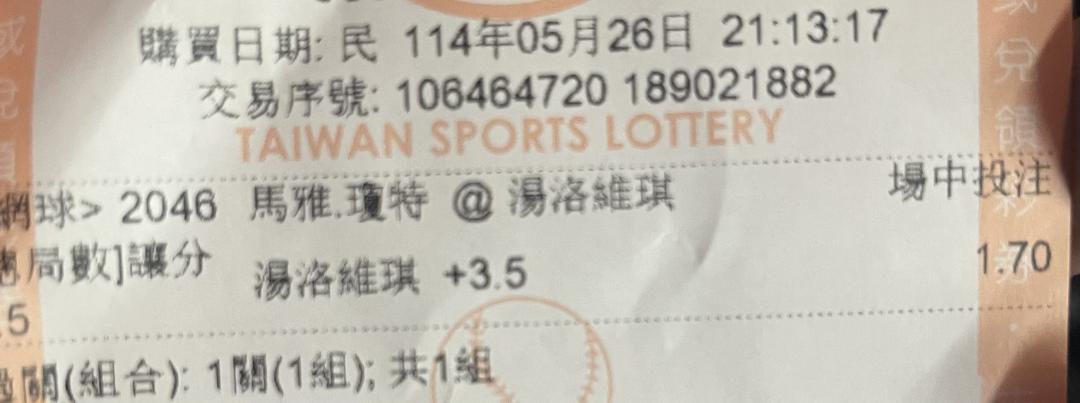 購買日期: 民 114年05月26日 21:13:17
交易序號: 106464720 189021882
TAIWAN SPORTS LOTTERY
網球> 2046 馬雅.瓊特 @ 湯洛維琪 場中投注
局數]讓分 湯洛維琪 +3.5 1.70
.5
過關(組合): 1關(1組); 共1組